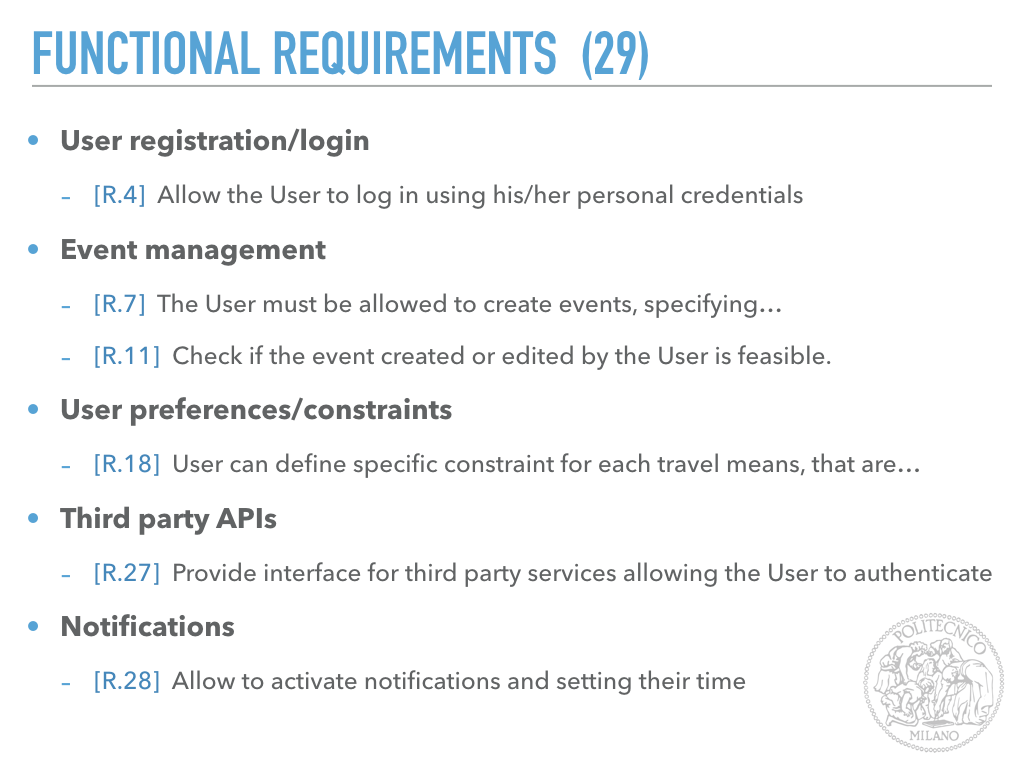 FUNCTIONAL REQUIREMENTS (29)
• User registration/login
– [R.4] Allow the User to log in using his/her personal credentials
• Event management
– [R.7] The User must be allowed to create events, specifying…
– [R.11] Check if the event created or edited by the User is feasible.
• User preferences/constraints
– [R.18] User can define specific constraint for each travel means, that are…
• Third party APIs
– [R.27] Provide interface for third party services allowing the User to authenticate
• Notifications
– [R.28] Allow to activate notifications and setting their time
POLITECNICO
MILANO